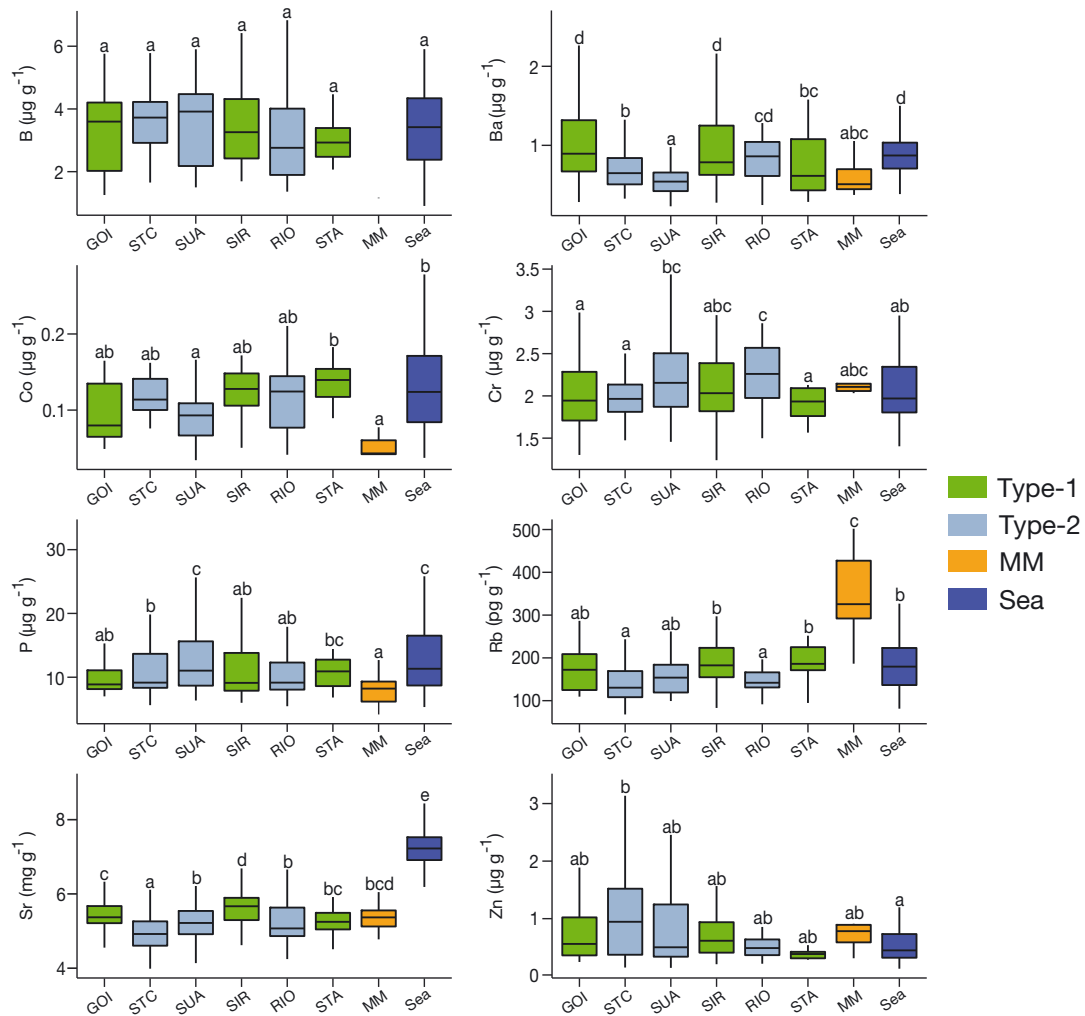 B (µg g⁻¹)
6
4
2
a a a a a a a
GOI STC SUA SIR RIO STA MM Sea
Ba (µg g⁻¹)
2
1
d b a d cd bc abc d
GOI STC SUA SIR RIO STA MM Sea
Co (µg g⁻¹)
0.2
0.1
ab ab a ab ab b a b
GOI STC SUA SIR RIO STA MM Sea
Cr (µg g⁻¹)
3.5
3
2.5
2
1.5
a a bc abc c a abc ab
GOI STC SUA SIR RIO STA MM Sea
P (µg g⁻¹)
30
20
10
ab b c ab ab bc a c
GOI STC SUA SIR RIO STA MM Sea
Rb (pg g⁻¹)
500
400
300
200
100
ab a ab b a b c b
GOI STC SUA SIR RIO STA MM Sea
Sr (mg g⁻¹)
8
6
4
c a b d b bc bcd e
GOI STC SUA SIR RIO STA MM Sea
Zn (µg g⁻¹)
3
2
1
0
ab b ab ab ab ab ab a
GOI STC SUA SIR RIO STA MM Sea
Type-1
Type-2
MM
Sea